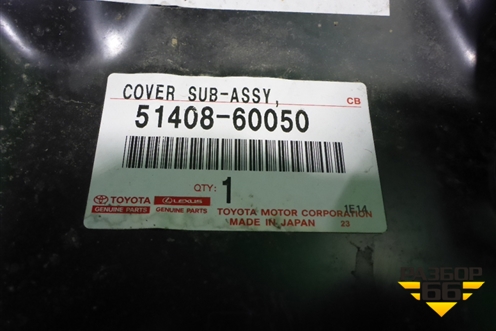 COVER SUB-ASSY,
CB
51408-60050
QTY: 1
TOYOTA
GENUINE PARTS
LEXUS
GENUINE PARTS
1E14
TOYOTA MOTOR CORPORATION
MADE IN JAPAN 23
РАЗБОР
66